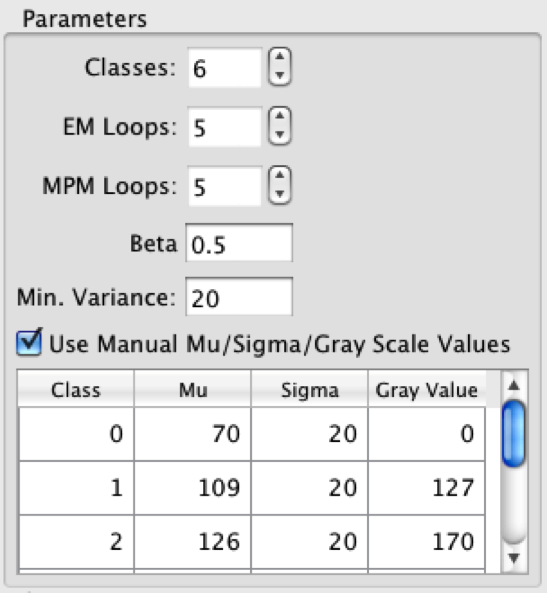 Parameters
Classes: 6
EM Loops: 5
MPM Loops: 5
Beta 0.5
Min. Variance: 20
Use Manual Mu/Sigma/Gray Scale Values
Class Mu Sigma Gray Value
0 70 20 0
1 109 20 127
2 126 20 170